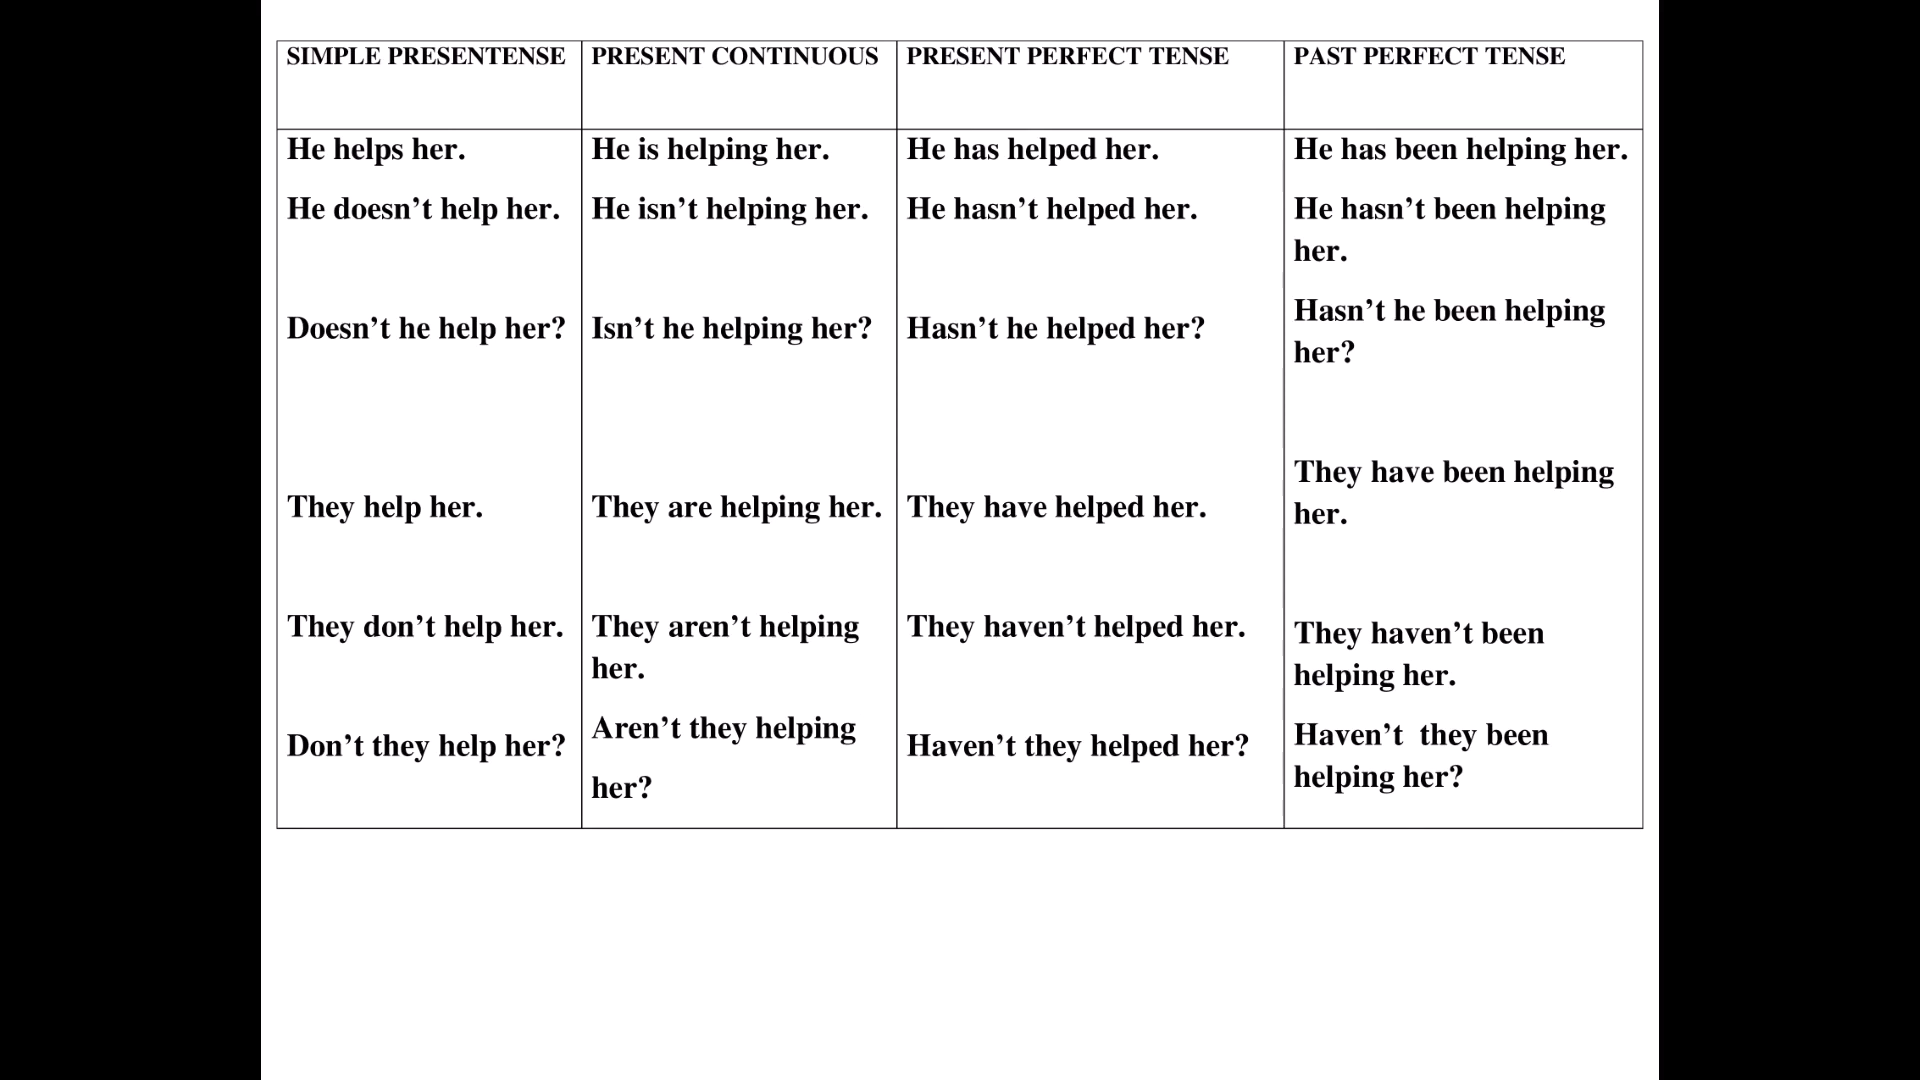 SIMPLE PRESENTENSE
PRESENT CONTINUOUS
PRESENT PERFECT TENSE
PAST PERFECT TENSE
He helps her.
He is helping her.
He has helped her.
He has been helping her.
He doesn’t help her.
He isn’t helping her.
He hasn’t helped her.
He hasn’t been helping
her.
Doesn’t he help her?
Isn’t he helping her?
Hasn’t he helped her?
Hasn’t he been helping
her?
They help her.
They are helping her.
They have helped her.
They have been helping
her.
They don’t help her.
They aren’t helping
her.
They haven’t helped her.
They haven’t been
helping her.
Don’t they help her?
Aren’t they helping
her?
Haven’t they helped her?
Haven’t  they been
helping her?